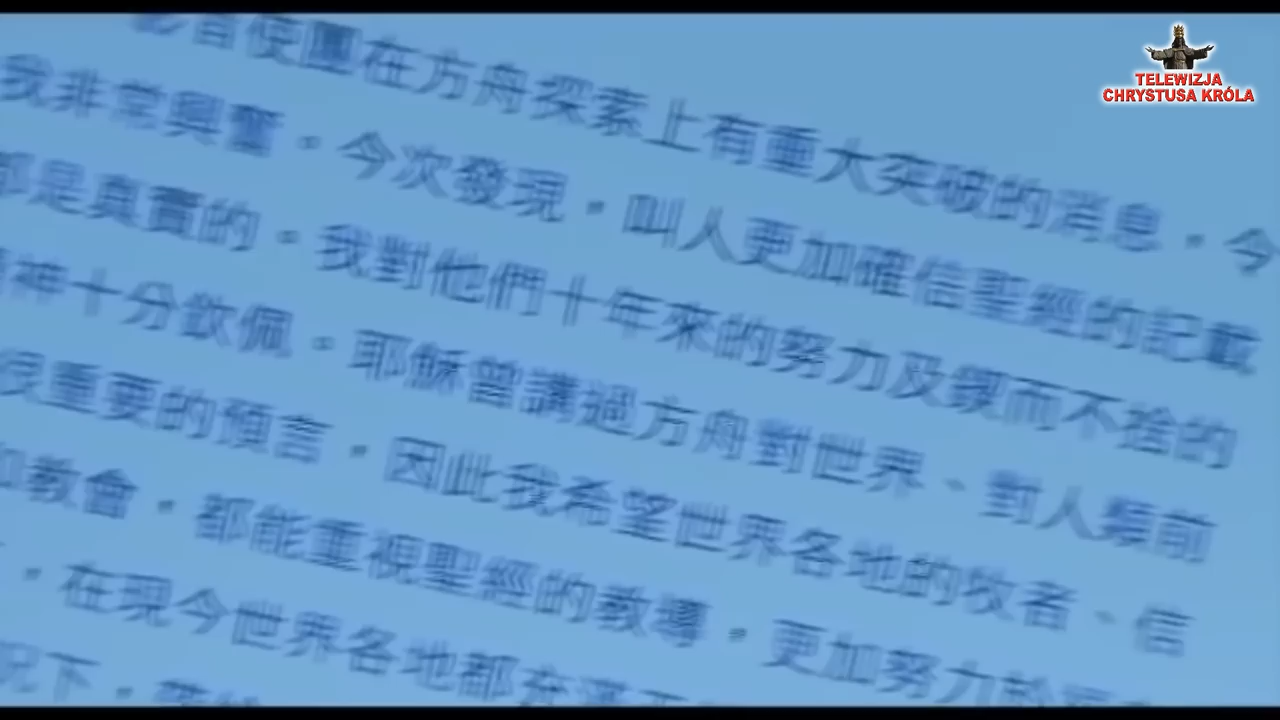 影音使團在方舟探索上有重大突破的消息，今
我非常興奮。今次發現，叫人更加確信聖經的記載
都是真實的。我對他們十年來的努力及鍥而不捨的
精神十分欽佩。耶穌曾講過方舟對世界、對人類前
很重要的預言，因此我希望世界各地的牧者、信
和教會，都能重視聖經的教導，更加努力
，在現今世界各地都充滿
況下，
TELEWIZJA
CHRYSTUSA KRÓLA